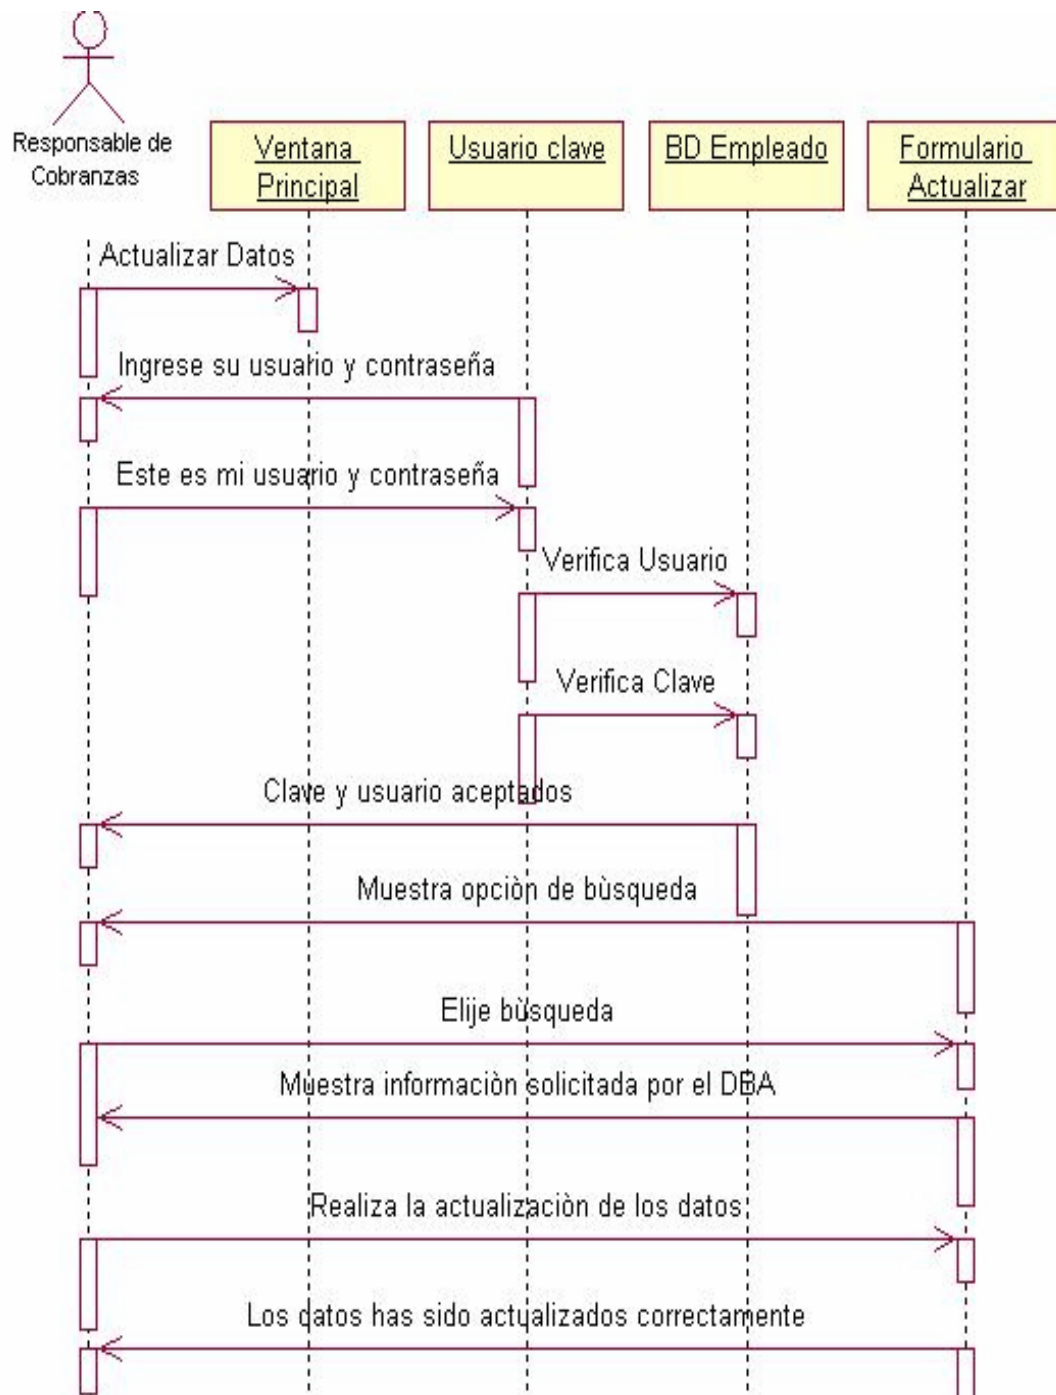 Responsable de
Cobranzas
Ventana
Principal
Usuario clave
BD Empleado
Formulario
Actualizar
Actualizar Datos
Ingrese su usuario y contraseña
Este es mi usuario y contraseña
Verifica Usuario
Verifica Clave
Clave y usuario aceptados
Muestra opciòn de bùsqueda
Elije bùsqueda
Muestra informaciòn solicitada por el DBA
Realiza la actualizaciòn de los datos
Los datos has sido actualizados correctamente